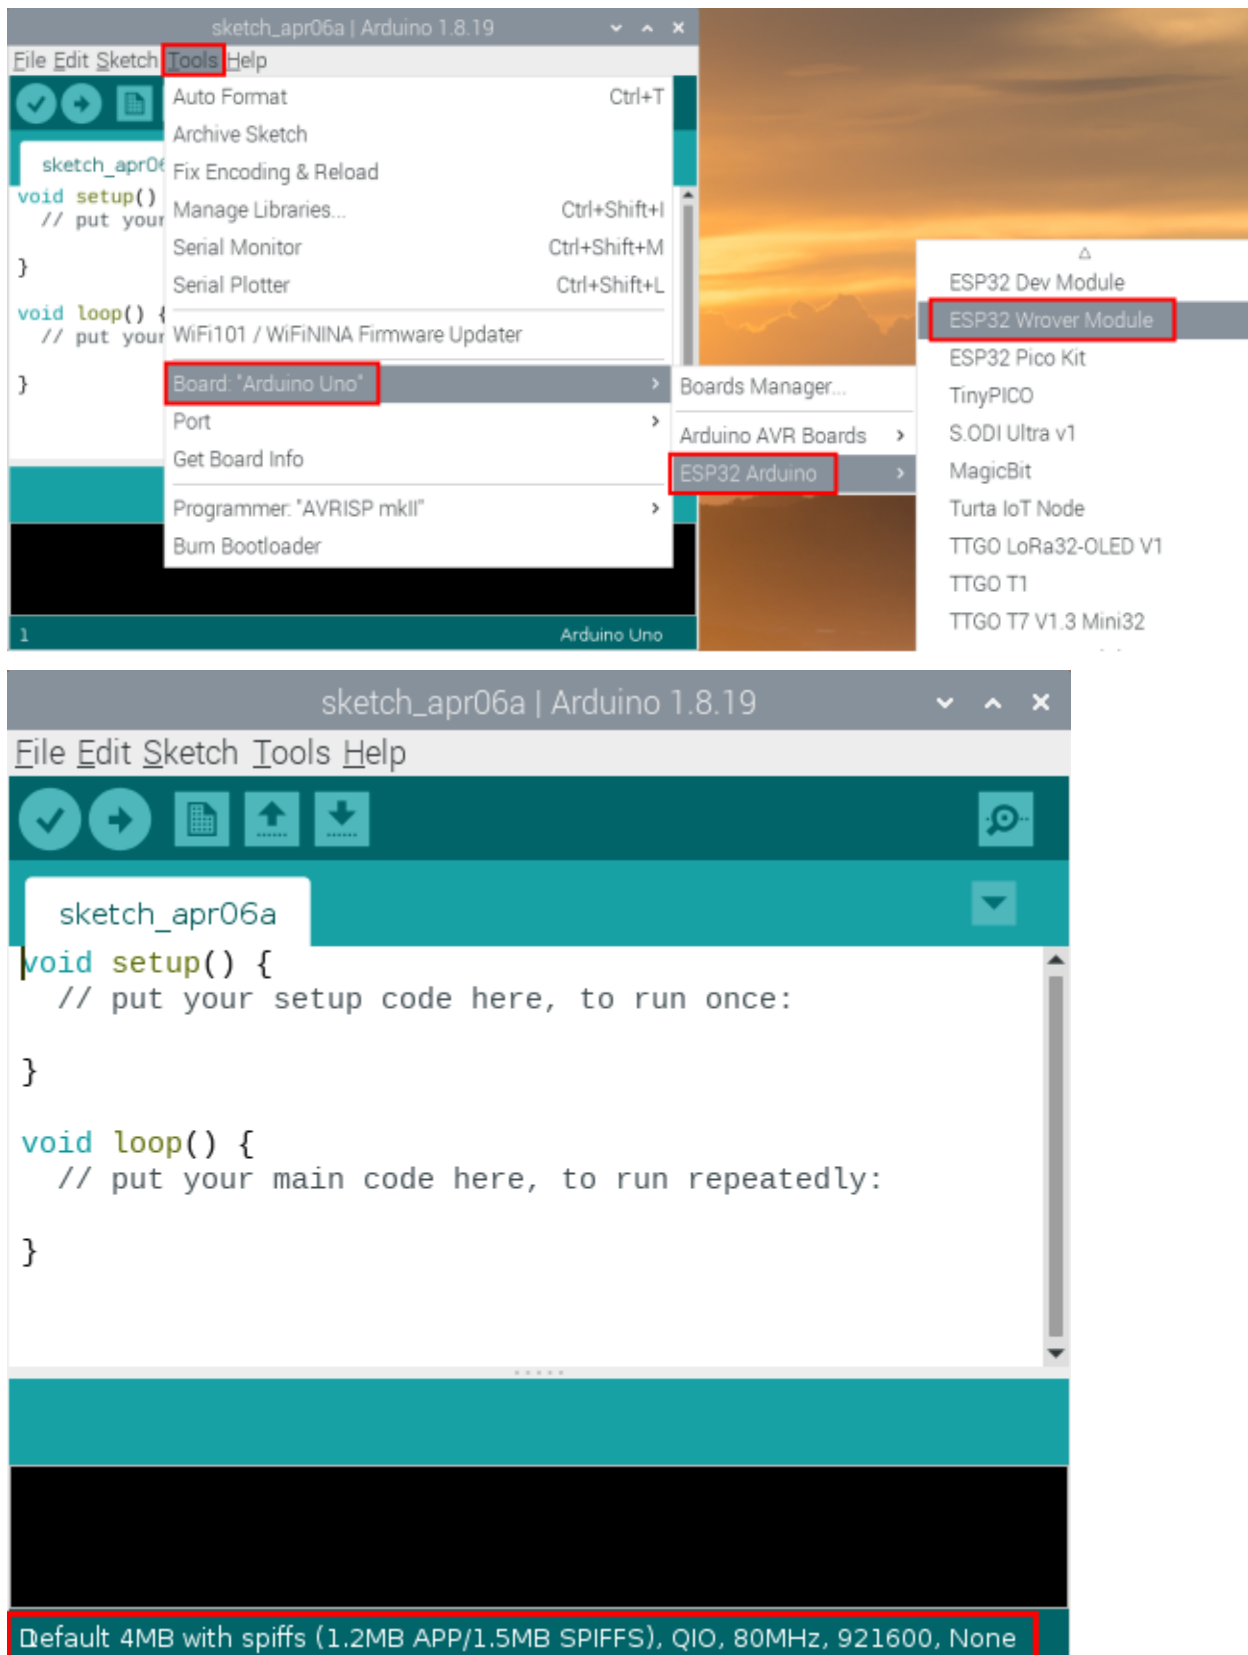 sketch_apr06a | Arduino 1.8.19
File Edit Sketch Tools Help
Auto Format Ctrl+T
Archive Sketch
sketch_apr06
Fix Encoding & Reload
void setup()
// put your
Manage Libraries... Ctrl+Shift+I
Serial Monitor Ctrl+Shift+M
}
Serial Plotter Ctrl+Shift+L
void loop() {
// put your
WiFi101 / WiFiNINA Firmware Updater
}
Board: "Arduino Uno"
Port
Get Board Info
Programmer: "AVRISP mkII"
Burn Bootloader
1 Arduino Uno
Boards Manager...
Arduino AVR Boards
ESP32 Arduino
ESP32 Dev Module
ESP32 Wrover Module
ESP32 Pico Kit
TinyPICO
S.ODI Ultra v1
MagicBit
Turta IoT Node
TTGO LoRa32-OLED V1
TTGO T1
TTGO T7 V1.3 Mini32
sketch_apr06a | Arduino 1.8.19
File Edit Sketch Tools Help
sketch_apr06a
void setup() {
// put your setup code here, to run once:
}
void loop() {
// put your main code here, to run repeatedly:
}
Default 4MB with spiffs (1.2MB APP/1.5MB SPIFFS), QIO, 80MHz, 921600, None